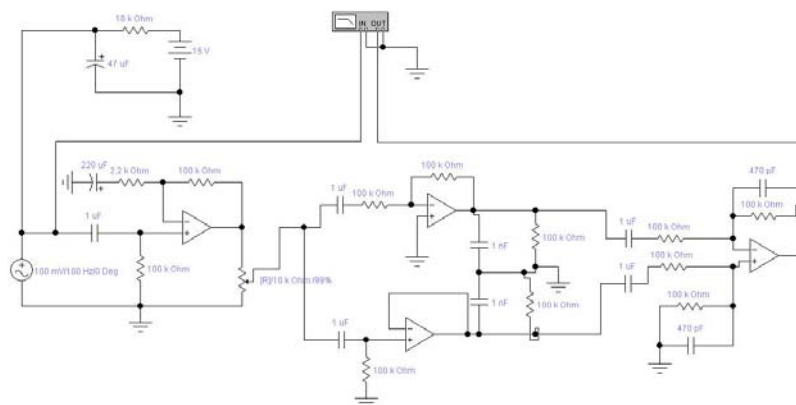 10 k Ohm
15 V
47 uF
IN OUT
220 uF
2.2 k Ohm
100 k Ohm
1 uF
100 k Ohm
100 mV/100 Hz/0 Deg
[R]/10 k Ohm /99%
1 uF
100 k Ohm
100 k Ohm
1 nF
100 k Ohm
1 nF
100 k Ohm
1 uF
100 k Ohm
1 uF
100 k Ohm
1 uF
100 k Ohm
470 pF
100 k Ohm
100 k Ohm
470 pF